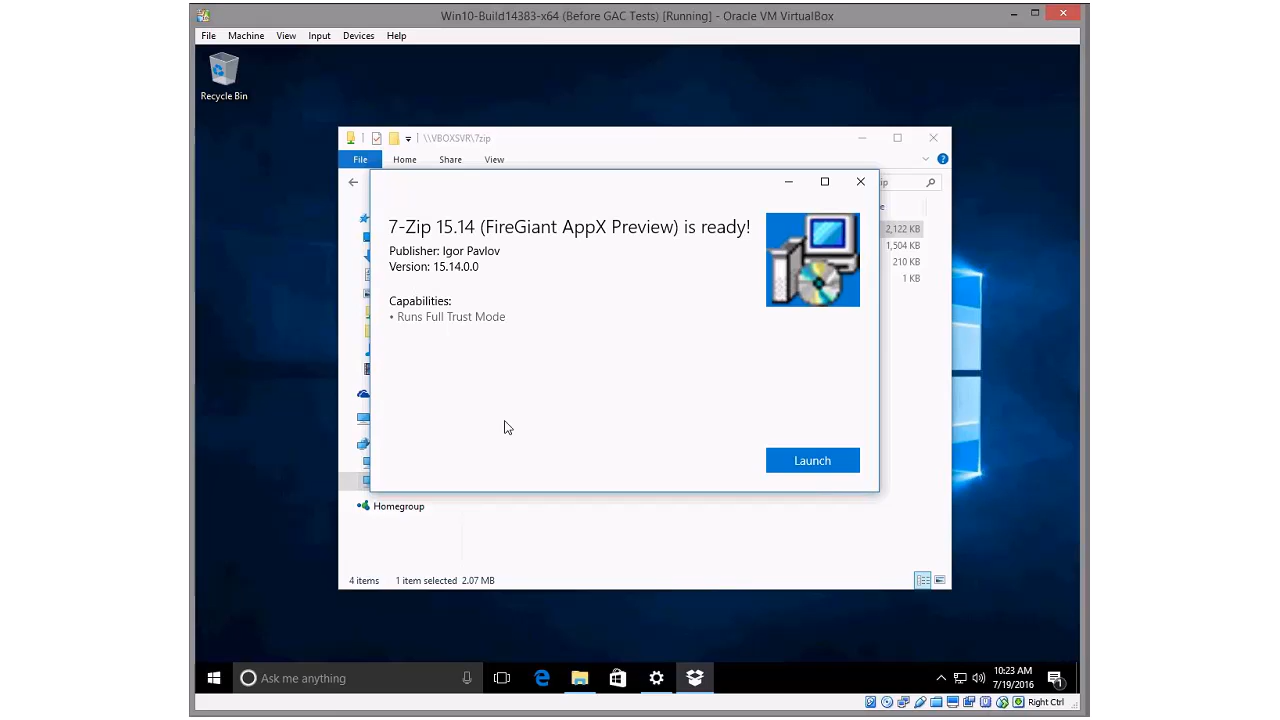 Win10-Build14383-x64 (Before GAC Tests) [Running] - Oracle VM VirtualBox
File Machine View Input Devices Help
Recycle Bin
\\VBOXSVR\7zip
File Home Share View
ip
e
7-Zip 15.14 (FireGiant AppX Preview) is ready!
2,122 KB
Publisher: Igor Pavlov
1,504 KB
Version: 15.14.0.0
210 KB
1 KB
Capabilities:
• Runs Full Trust Mode
Launch
Homegroup
4 items 1 item selected 2.07 MB
Ask me anything
10:23 AM
7/19/2016
1
Right Ctrl